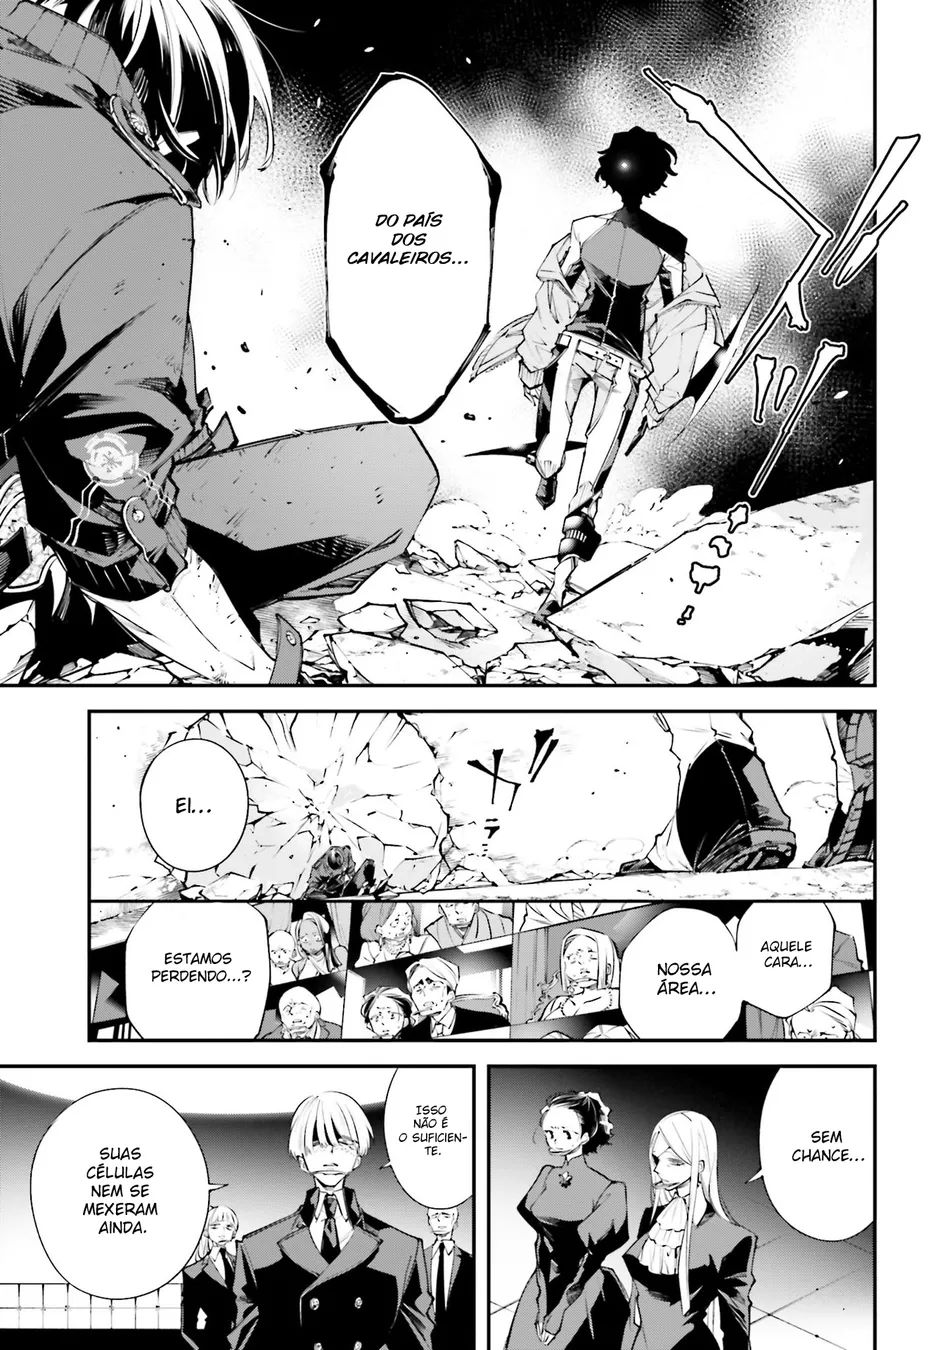 DO PAÍS
DOS
CAVALEIROS...
EI...
AQUELE
CARA...
NOSSA
ÁREA...
ESTAMOS
PERDENDO...?
SEM
CHANCE...
ISSO
NÃO É
O SUFICIEN-
TE.
SUAS
CÉLULAS
NEM SE
MEXERAM
AINDA.